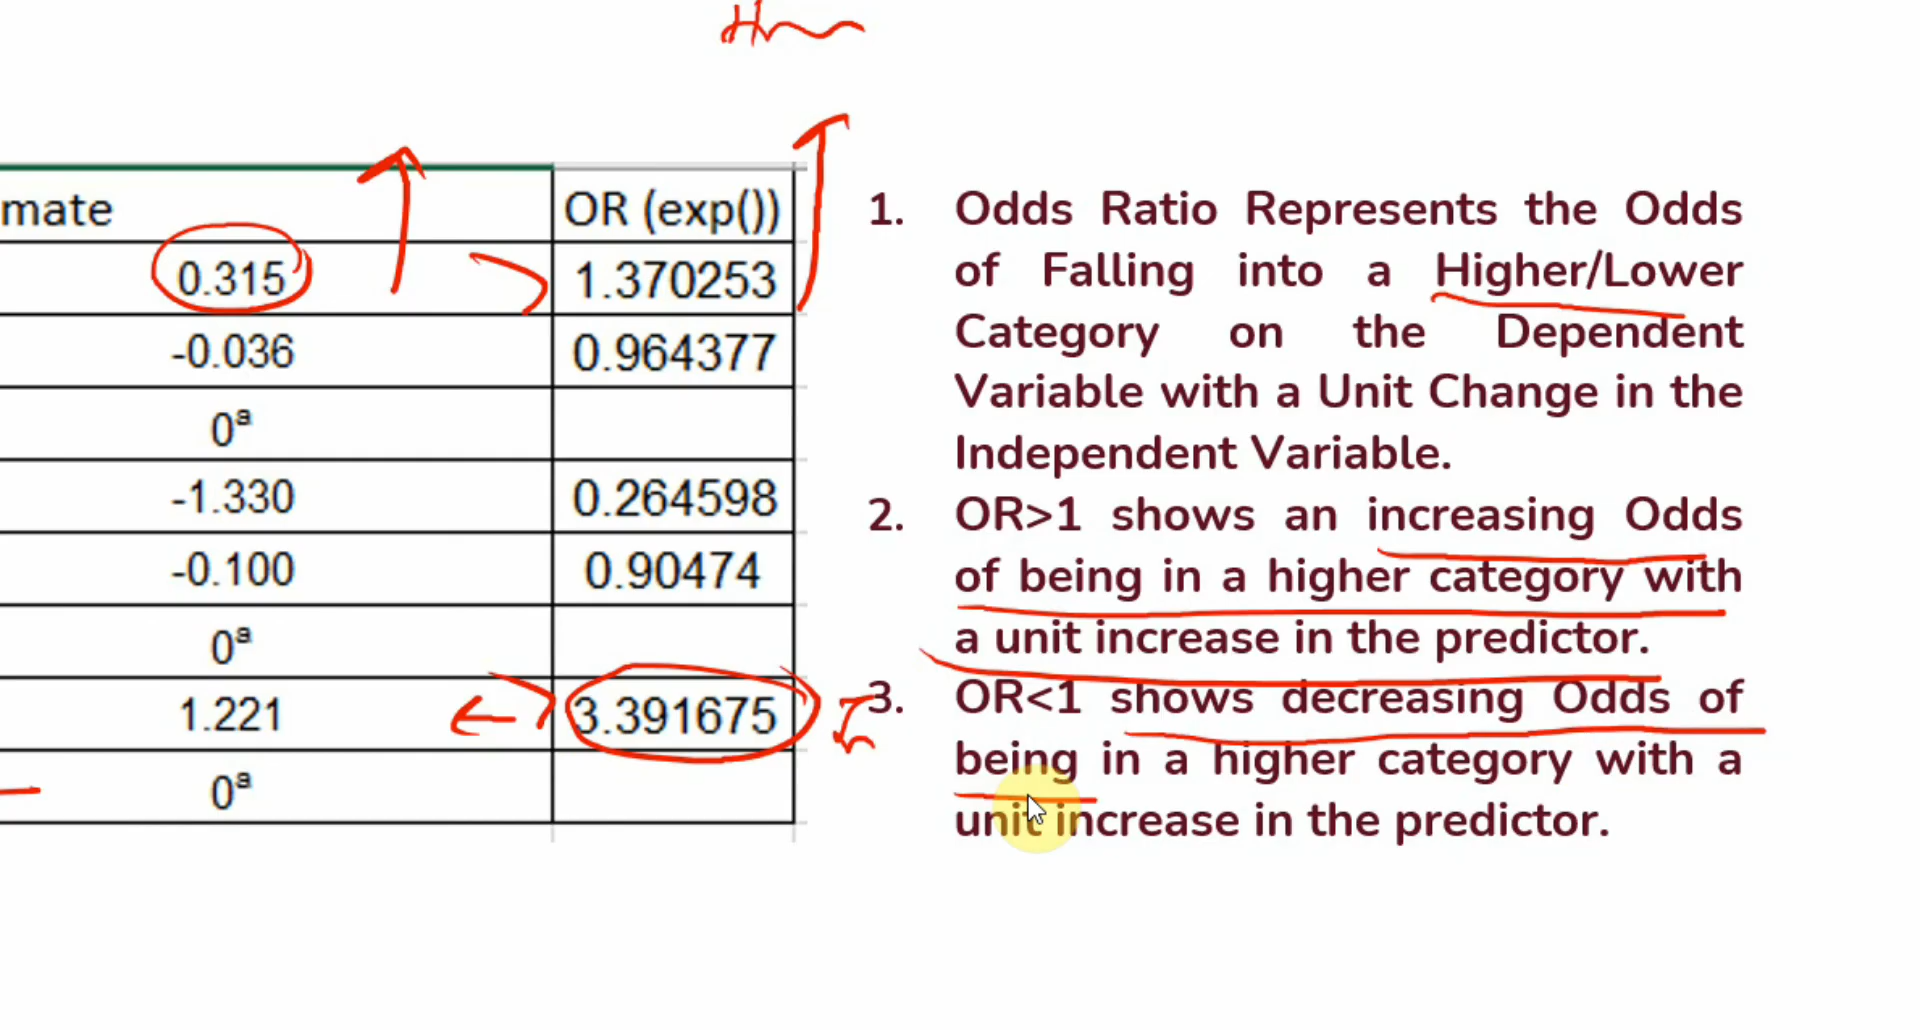 mate OR (exp())
0.315 1.370253
-0.036 0.964377
0ᵃ
-1.330 0.264598
-0.100 0.90474
0ᵃ
1.221 3.391675
0ᵃ
1. Odds Ratio Represents the Odds
of Falling into a Higher/Lower
Category on the Dependent
Variable with a Unit Change in the
Independent Variable.
2. OR>1 shows an increasing Odds
of being in a higher category with
a unit increase in the predictor.
3. OR<1 shows decreasing Odds of
being in a higher category with a
unit increase in the predictor.